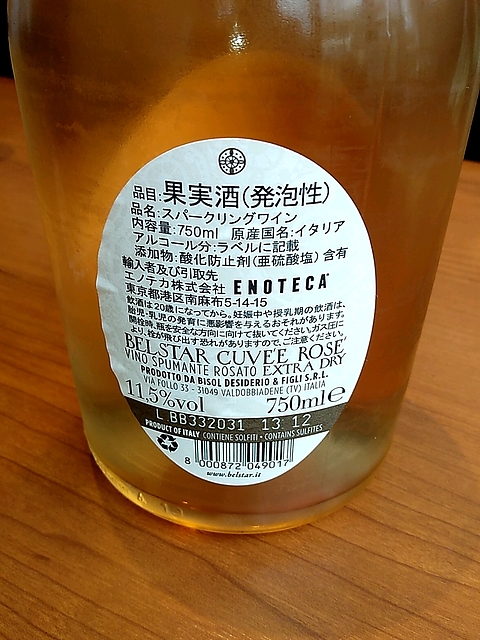 品目:果実酒(発泡性)
品名:スパークリングワイン
内容量:750ml 原産国名:イタリア
アルコール分:ラベルに記載
添加物:酸化防止剤(亜硫酸塩)含有
輸入者及び引取先
エノテカ株式会社 ENOTECA
東京都港区南麻布5-14-15
飲酒は20歳になってから。妊娠中や授乳期の飲酒は、
胎児・乳児の発育に悪影響を与えるおそれがあります。
開栓時、瓶を安全な方向に向けて抜いてください。ガス圧に
より、栓が飛び出す恐れがありますので、ご注意ください。
BELSTAR CUVÉE ROSÉ
VINO SPUMANTE ROSATO EXTRA DRY
PRODOTTO DA BISOL DESIDERIO & FIGLI S.R.L.
VIA FOLLO 33 - 31049 VALDOBBIADENE (TV) ITALIA
11.5%vol 750ml e
L BB332031 13 12
PRODUCT OF ITALY CONTIENE SOLFITI • CONTAINS SULFITES
8 000872 049017
www.belstar.it